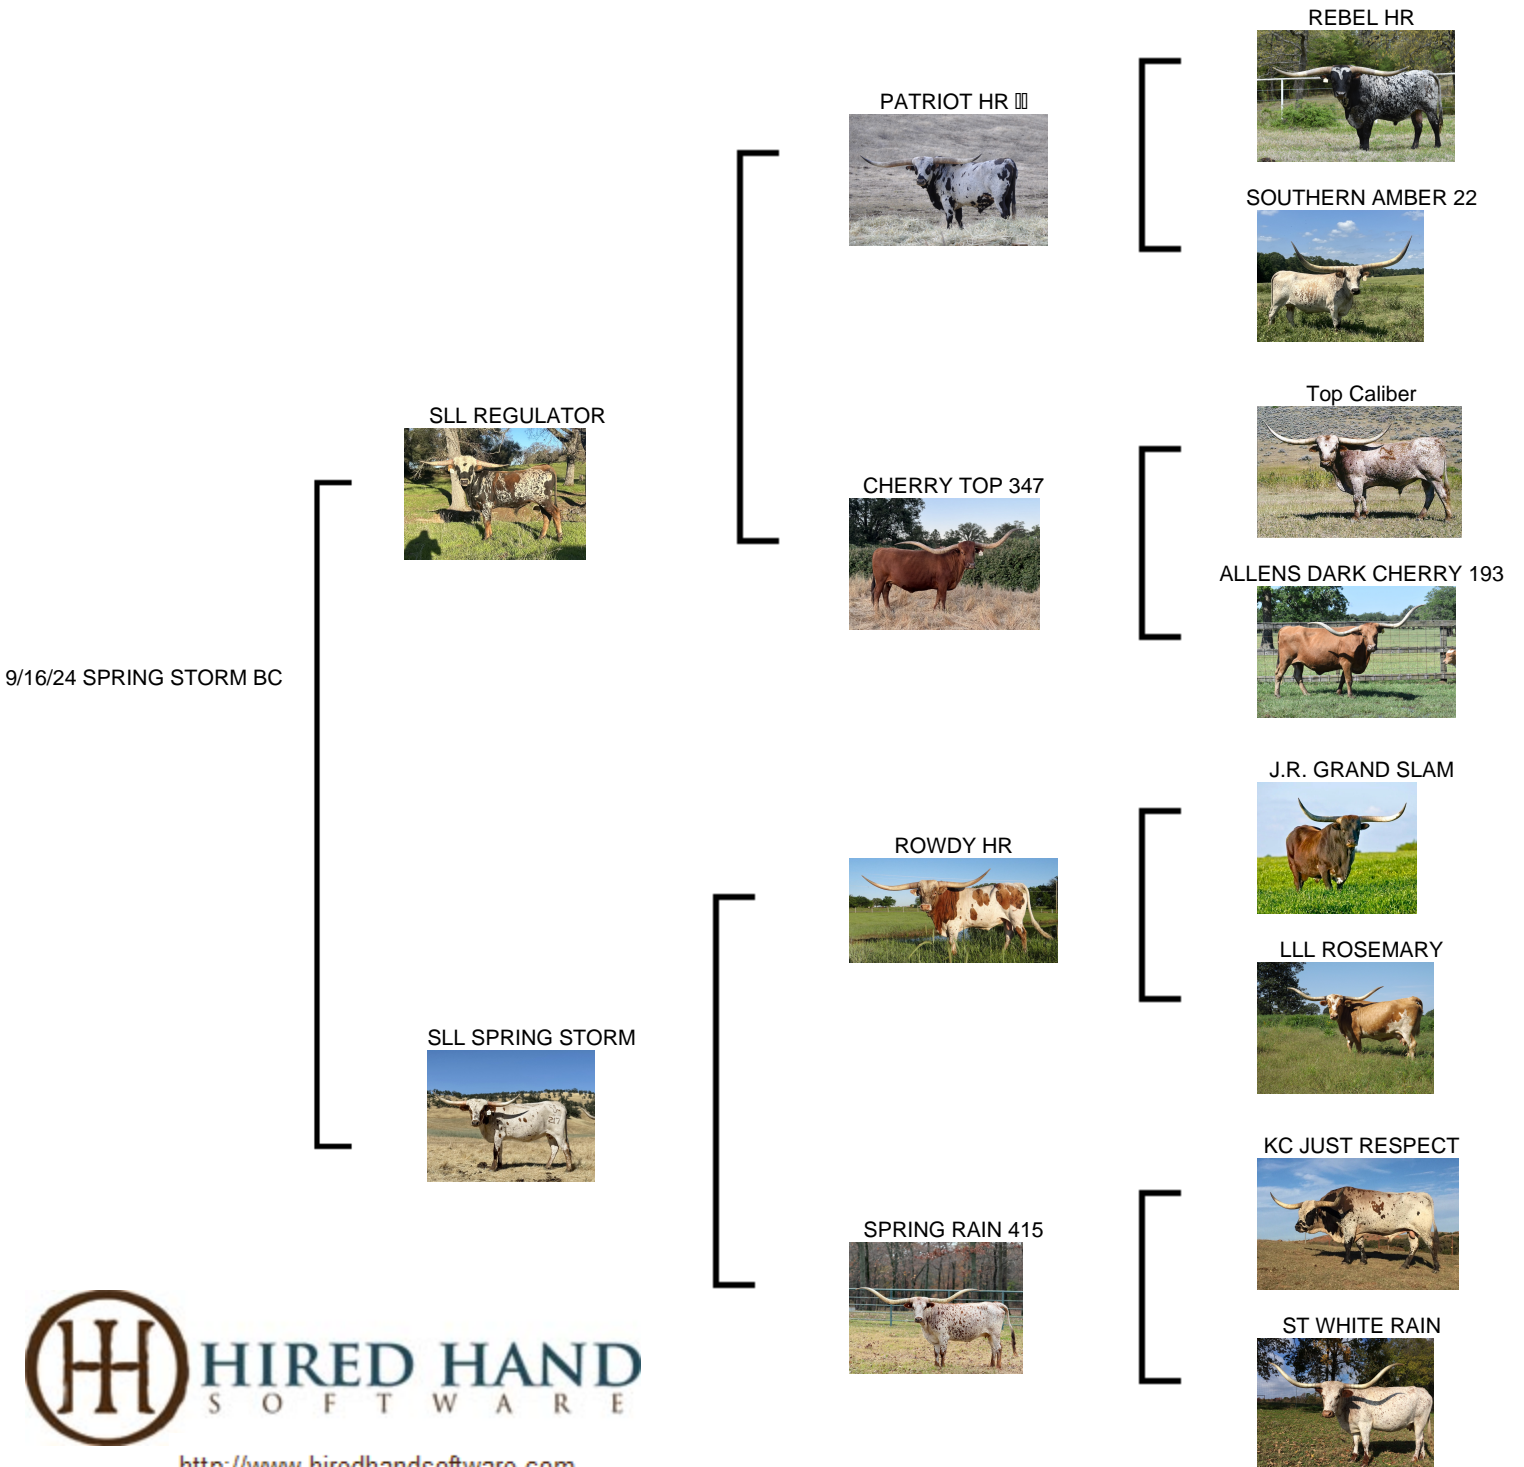 REBEL HR
PATRIOT HR
SOUTHERN AMBER 22
Top Caliber
SLL REGULATOR
CHERRY TOP 347
ALLENS DARK CHERRY 193
9/16/24 SPRING STORM BC
J.R. GRAND SLAM
ROWDY HR
LLL ROSEMARY
SLL SPRING STORM
KC JUST RESPECT
SPRING RAIN 415
ST WHITE RAIN
HIRED HAND
SOFTWARE
http://www.hiredhandsoftware.com